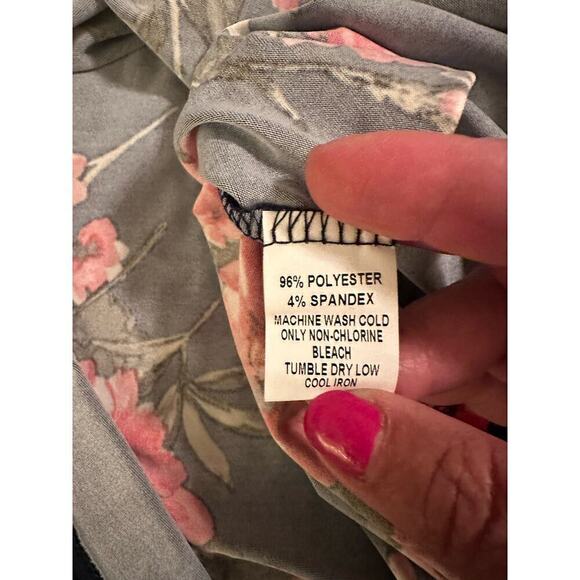 96% POLYESTER
4% SPANDEX
MACHINE WASH COLD
ONLY NON-CHLORINE
BLEACH
TUMBLE DRY LOW
COOL IRON